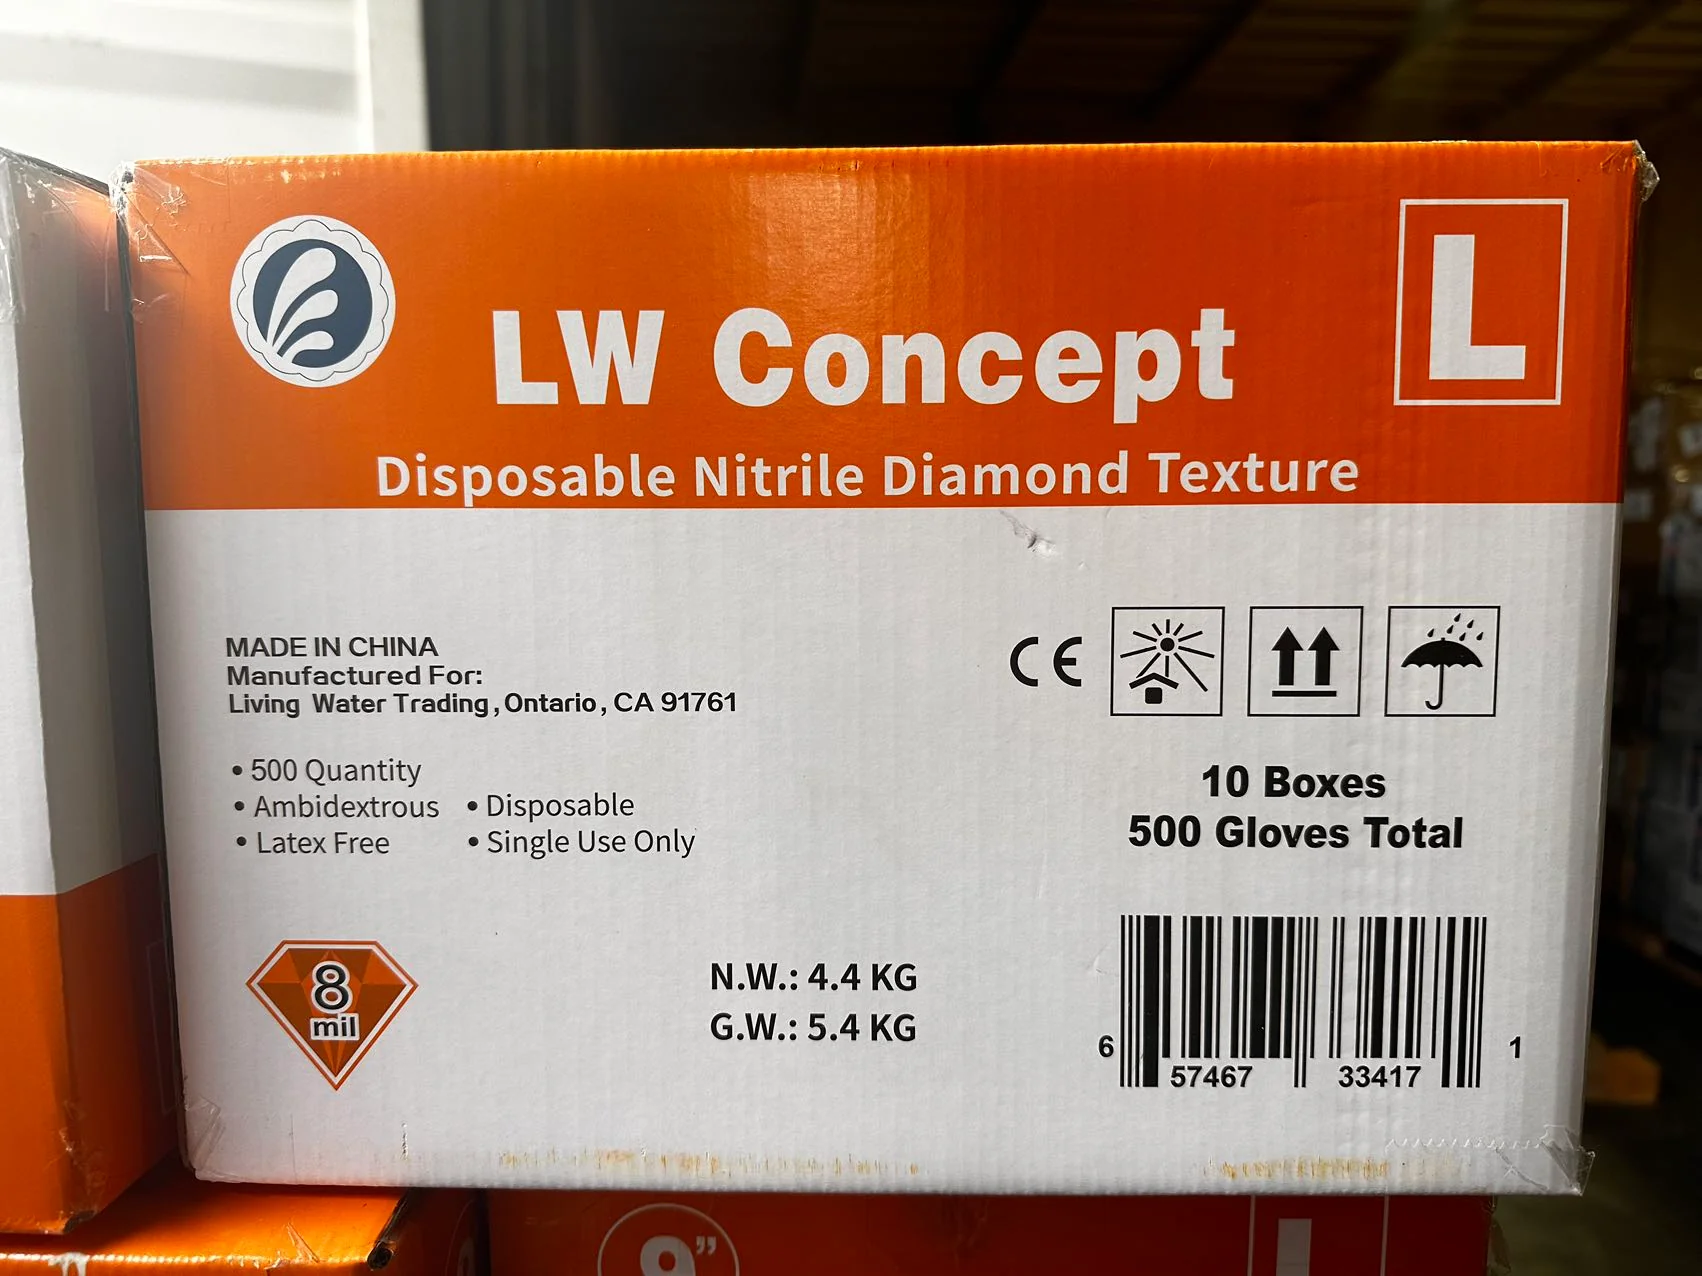 L
LW Concept
Disposable Nitrile Diamond Texture
MADE IN CHINA
Manufactured For:
Living Water Trading, Ontario, CA 91761
• 500 Quantity
• Ambidextrous • Disposable
• Latex Free • Single Use Only
CE
10 Boxes
500 Gloves Total
8
mil
N.W.: 4.4 KG
G.W.: 5.4 KG
6 57467 33417 1
9"
L